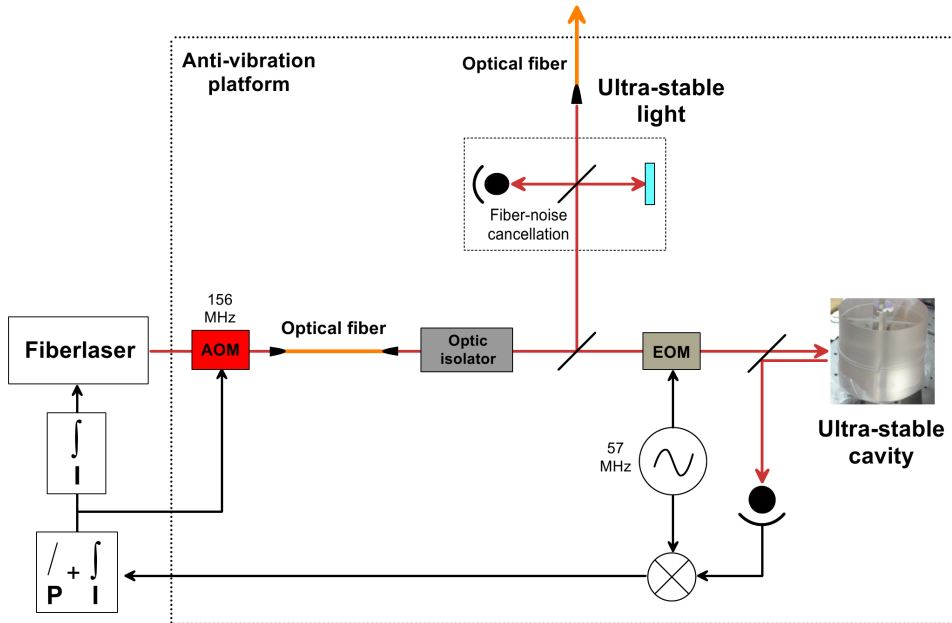 Optical fiber
Anti-vibration
platform
Ultra-stable
light
Fiber-noise
cancellation
156
MHz
Optical fiber
Fiberlaser
AOM
Optic
isolator
EOM
Ultra-stable
cavity
57
MHz
∫
I
/ + ∫
P I